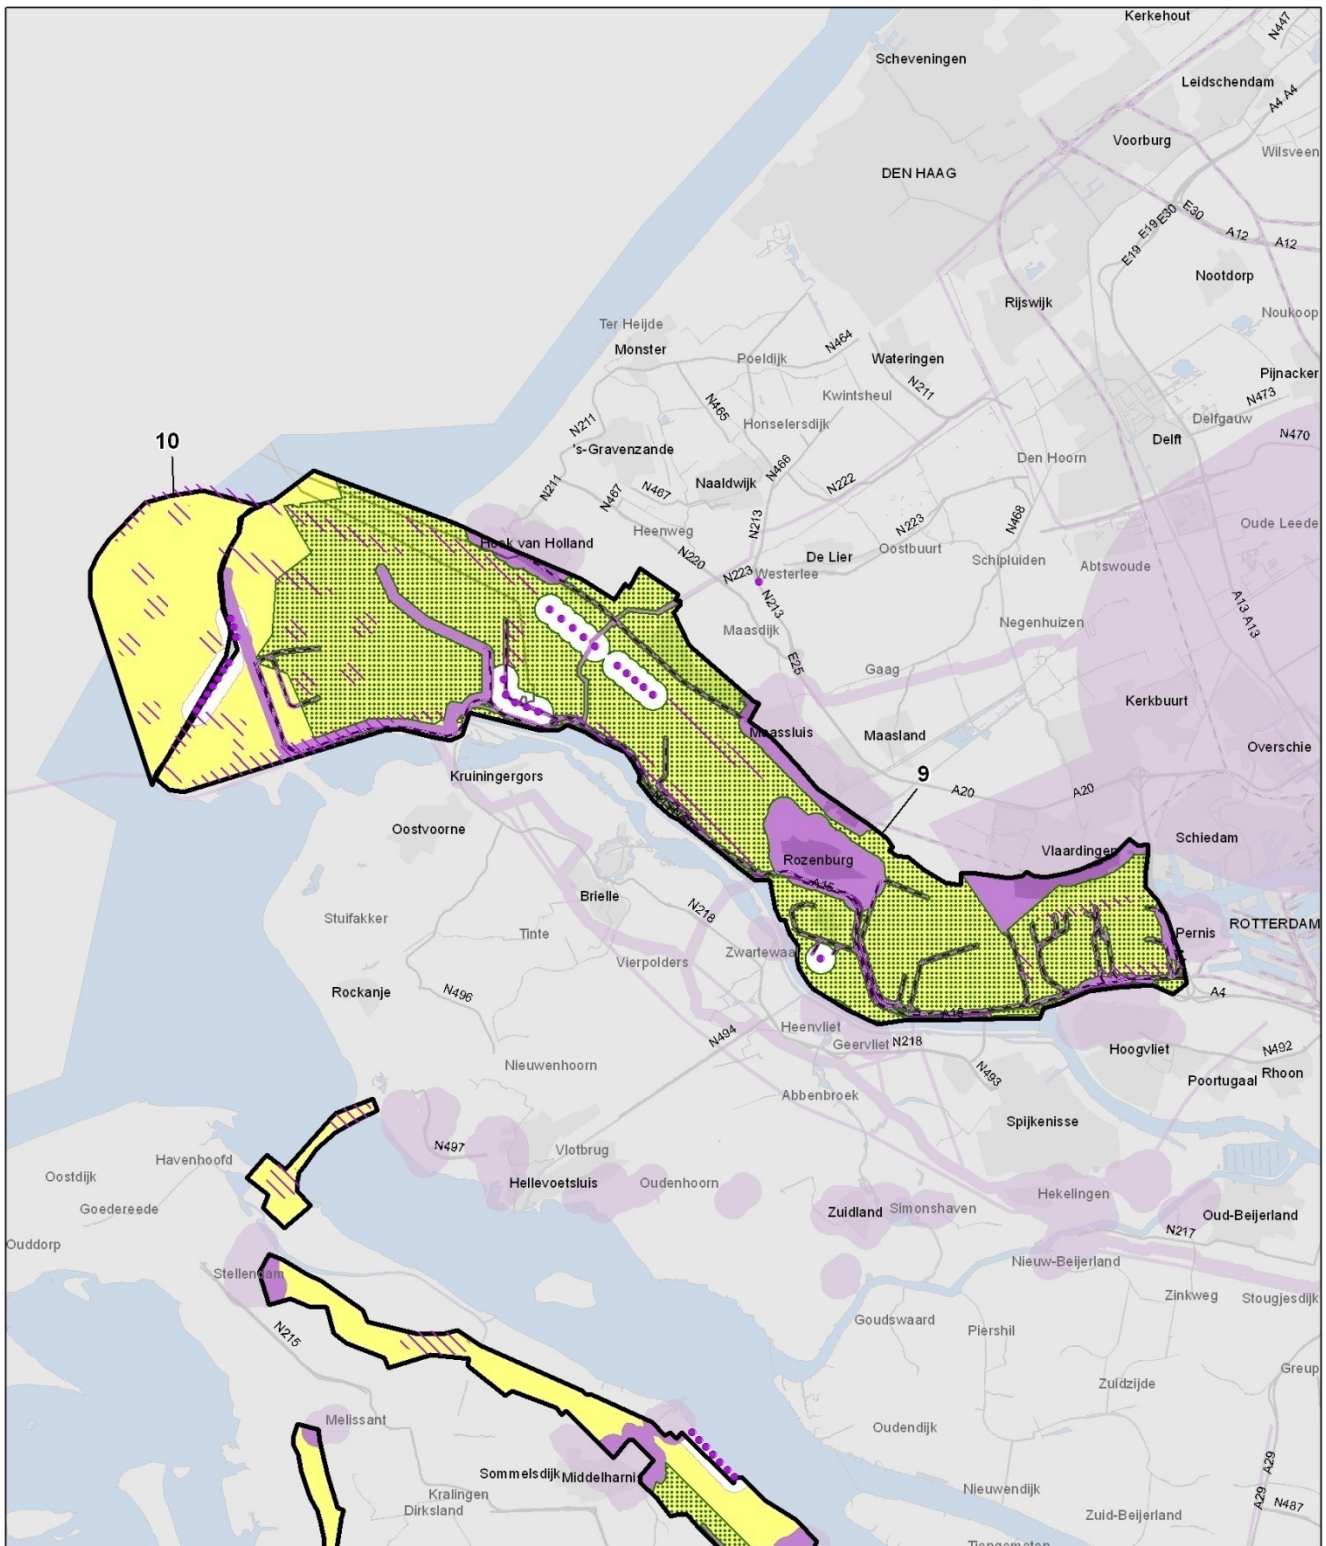 Kerkehout
N447
Scheveningen
Leidschendam
A4 A4
Voorburg
Wilsveen
DEN HAAG
E30
E19 E30
A12
A12
E19
Nootdorp
Rijswijk
Noukoop
Ter Heijde
Monster
Poeldijk
N464
Wateringen
Pijnacker
N211
Kwintsheul
N473
N465
N211
Honselersdijk
Delfgauw
10
's-Gravenzande
Delft
N470
N466
Den Hoorn
N211
Naaldwijk
N222
N467
N467
N213
N468
N223
Oude Leede
Heenweg
Hoek van Holland
N220
De Lier
Oostbuurt
Schipluiden
Abtswoude
N223
Westerlee
N213
A13 A13
Maasdijk
Negenhuizen
E25
Gaag
Kerkbuurt
Maassluis
Maasland
Overschie
Kruiningergors
9
A20
A20
Oostvoorne
Schiedam
Vlaardingen
Rozenburg
A15
Brielle
N218
Stuifakker
Tinte
ROTTERDAM
Pernis
Zwartewaa
Vierpolders
Rockanje
N496
A4
A15
Heenvliet
N494
Geervliet
N218
Hoogvliet
N492
Nieuwenhoorn
N493
Rhoon
Poortugaal
Abbenbroek
Spijkenisse
N497
Vlotbrug
Havenhoofd
Oostdijk
Hellevoetsluis
Oudenhoorn
Hekelingen
Goedereede
Zuidland
Simonshaven
Oud-Beijerland
N217
Ouddorp
Nieuw-Beijerland
Stellendam
Zinkweg
Stougjesdijk
Goudswaard
Piershil
N215
Greup
Zuidzijde
Melissant
Oudendijk
A29
Sommelsdijk
Middelharni
Nieuwendijk
Kralingen
A29
N487
Dirksland
Zuid-Beijerland
Tiengemeten